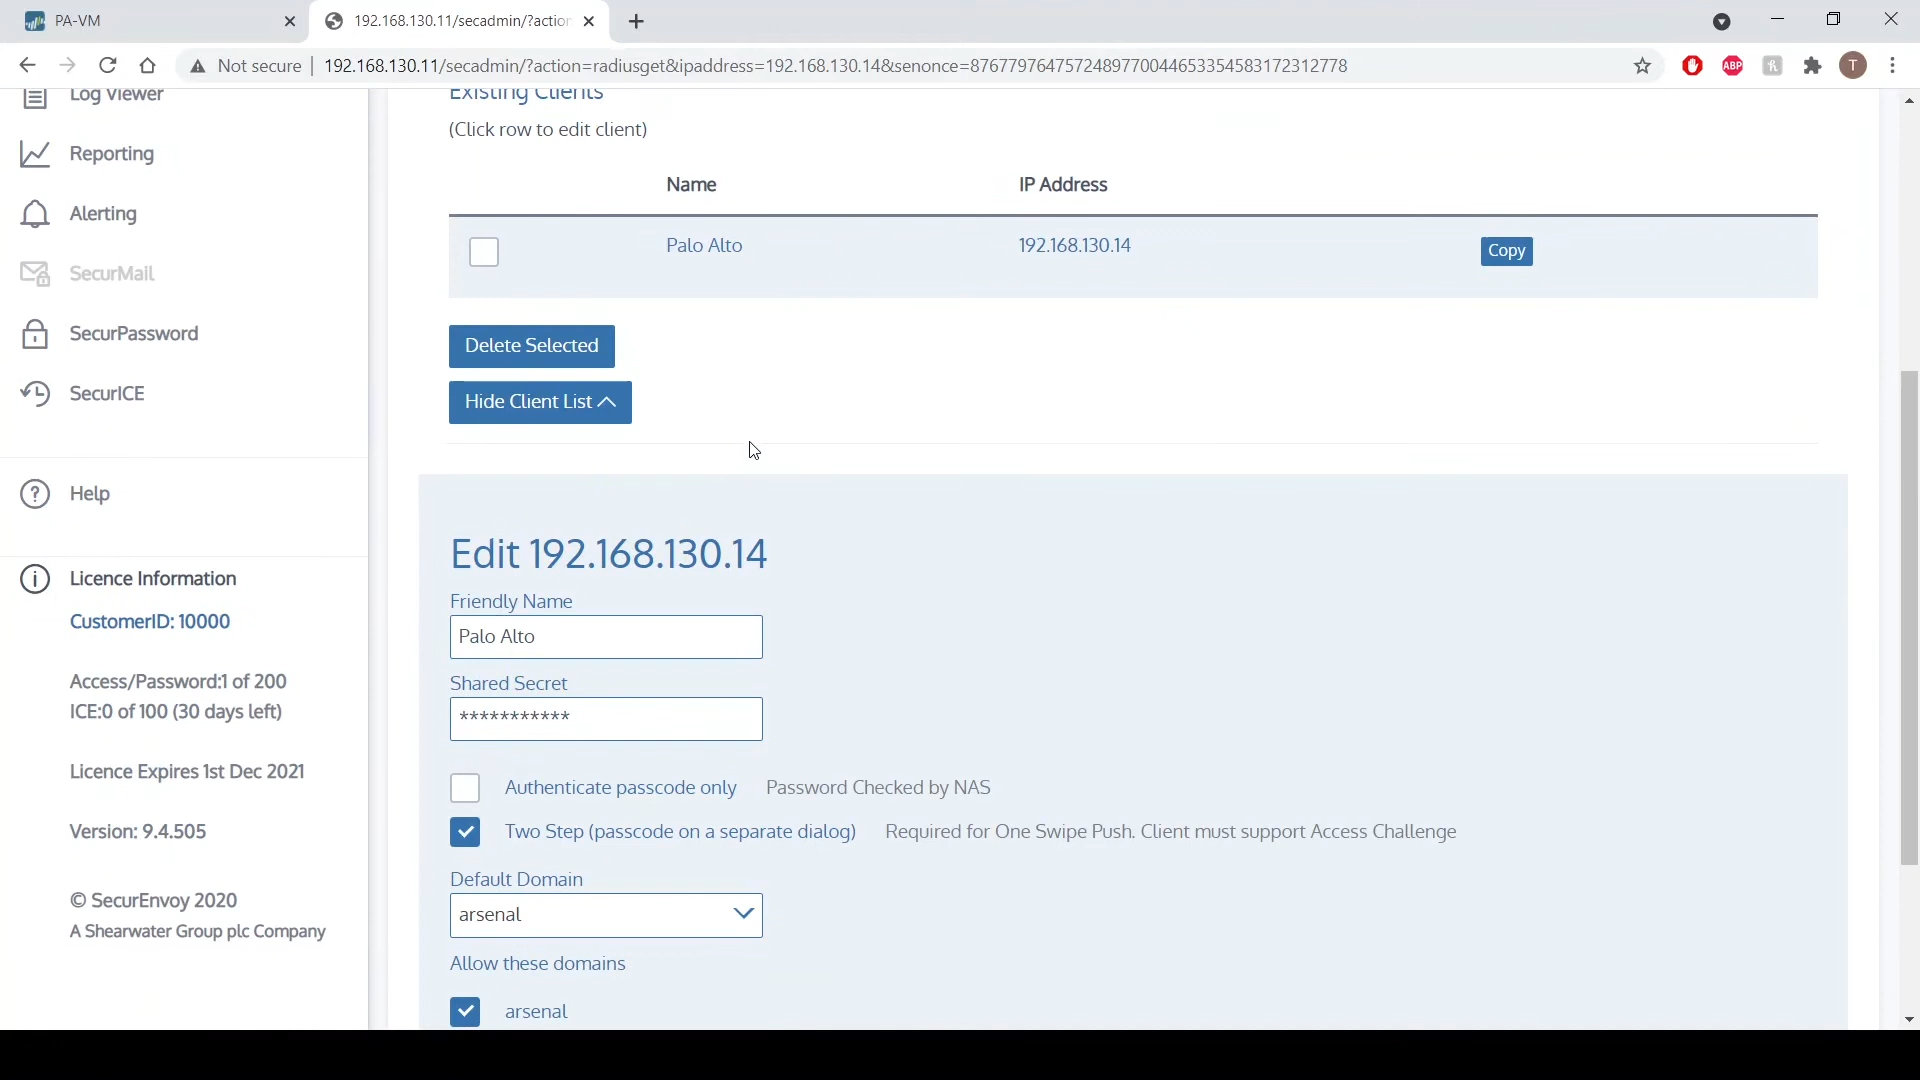 PA-VM
192.168.130.11/secadmin/?action
Not secure
192.168.130.11/secadmin/?action=radiusget&ipaddress=192.168.130.14&senonce=8767797647572489770044653354583172312778
ABP
T
Log Viewer
Reporting
Alerting
SecurMail
SecurPassword
SecurICE
Help
Licence Information
CustomerID: 10000
Access/Password:1 of 200
ICE:0 of 100 (30 days left)
Licence Expires 1st Dec 2021
Version: 9.4.505
© SecurEnvoy 2020
A Shearwater Group plc Company
Existing Clients
(Click row to edit client)
Name IP Address
Palo Alto 192.168.130.14 Copy
Delete Selected
Hide Client List
Edit 192.168.130.14
Friendly Name
Palo Alto
Shared Secret
***********
Authenticate passcode only Password Checked by NAS
Two Step (passcode on a separate dialog) Required for One Swipe Push. Client must support Access Challenge
Default Domain
arsenal
Allow these domains
arsenal